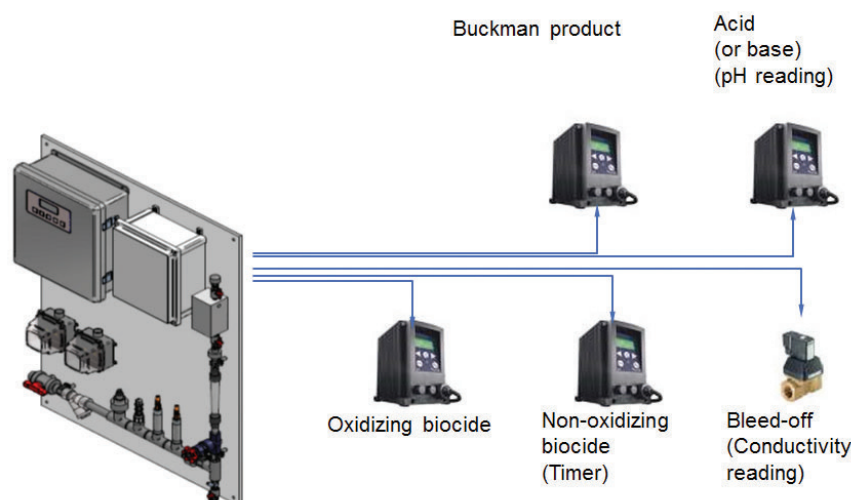 Buckman product
Acid
(or base)
(pH reading)
Oxidizing biocide
Non-oxidizing
biocide
(Timer)
Bleed-off
(Conductivity
reading)